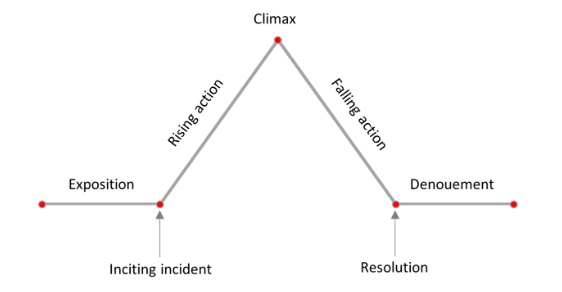 Climax
Rising action
Falling action
Exposition
Denouement
Inciting incident
Resolution